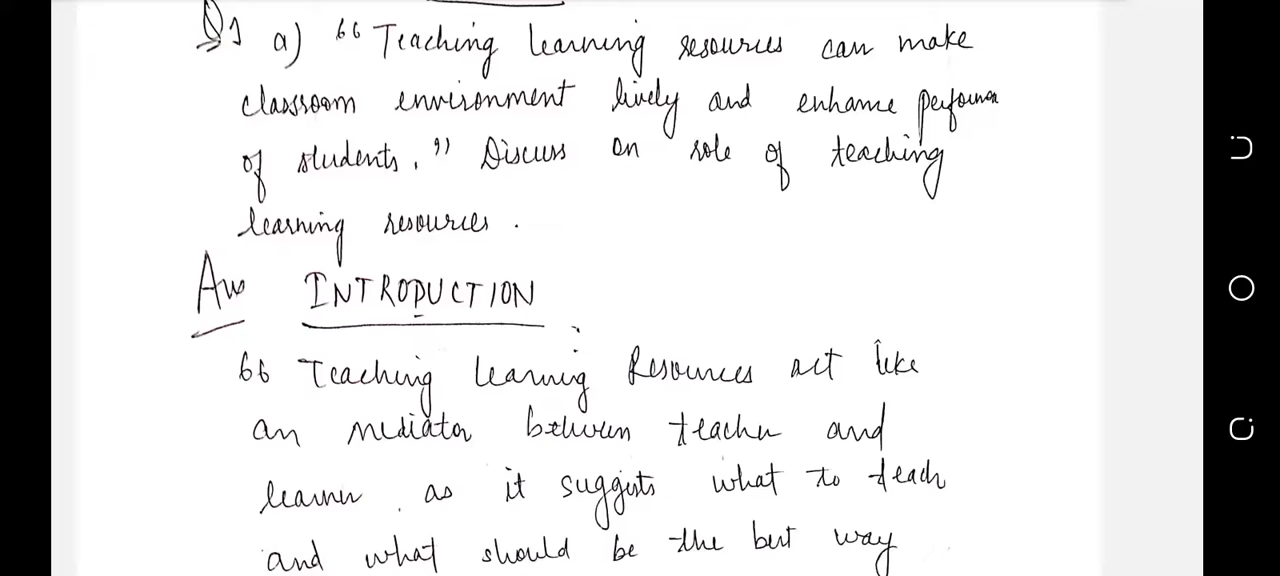 Q1 a) “ Teaching learning resources can make
classroom environment lively and enhance
of students. ” Discuss on role of teaching
learning resources .
Ans INTRODUCTION
“ Teaching learning Resources act like
an mediator between teacher and
learner . as it suggests what to teach
and what should be the best way